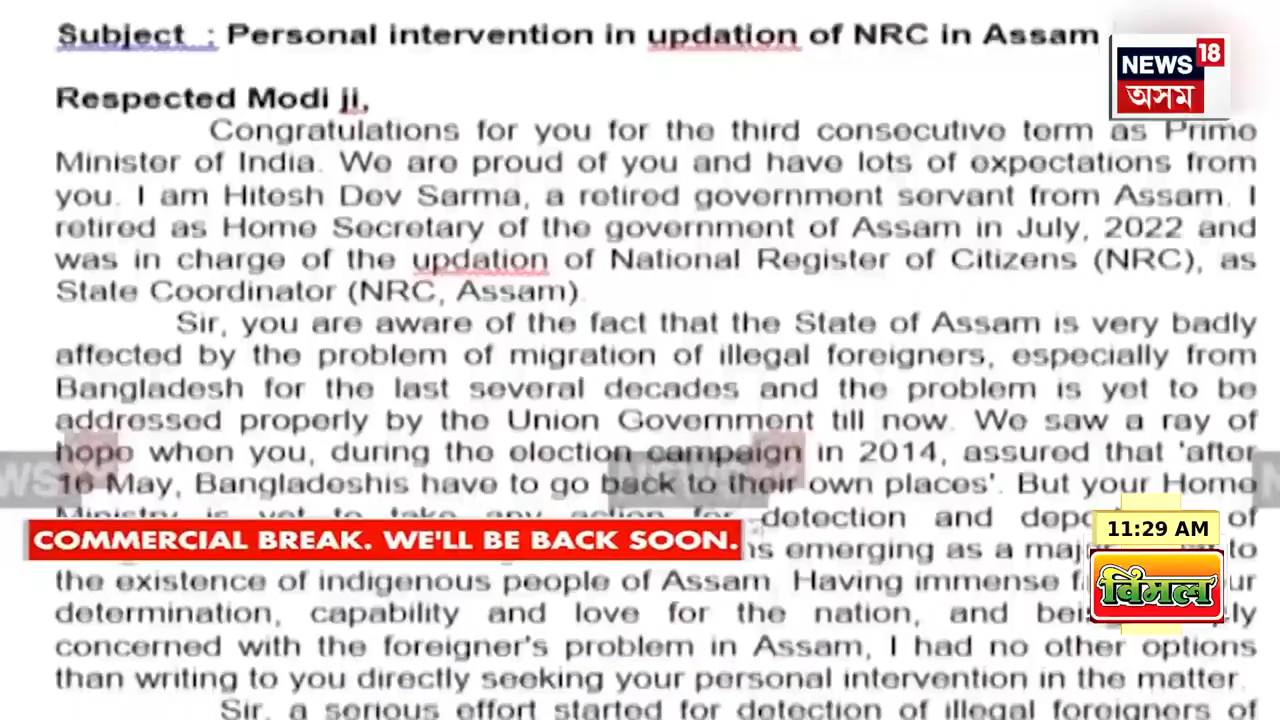 Subject : Personal intervention in updation of NRC in Assam
NEWS 18
অসম
Respected Modi ji,
Congratulations for you for the third consecutive term as Prime
Minister of India. We are proud of you and have lots of expectations from
you. I am Hitesh Dev Sarma, a retired government servant from Assam. I
retired as Home Secretary of the government of Assam in July, 2022 and
was in charge of the updation of National Register of Citizens (NRC), as
State Coordinator (NRC, Assam).
Sir, you are aware of the fact that the State of Assam is very badly
affected by the problem of migration of illegal foreigners, especially from
Bangladesh for the last several decades and the problem is yet to be
addressed properly by the Union Government till now. We saw a ray of
hope when you, during the election campaign in 2014, assured that 'after
16 May, Bangladeshis have to go back to their own places'. But your Home
Ministry is yet to take any action for detection and of
COMMERCIAL BREAK. WE'LL BE BACK SOON.
emerging as a to
11:29 AM
विमल
the existence of indigenous people of Assam. Having immense
determination, capability and love for the nation, and
concerned with the foreigner's problem in Assam, I had no other options
than writing to you directly seeking your personal intervention in the matter.
Sir, a serious effort started for detection of illegal foreigners of